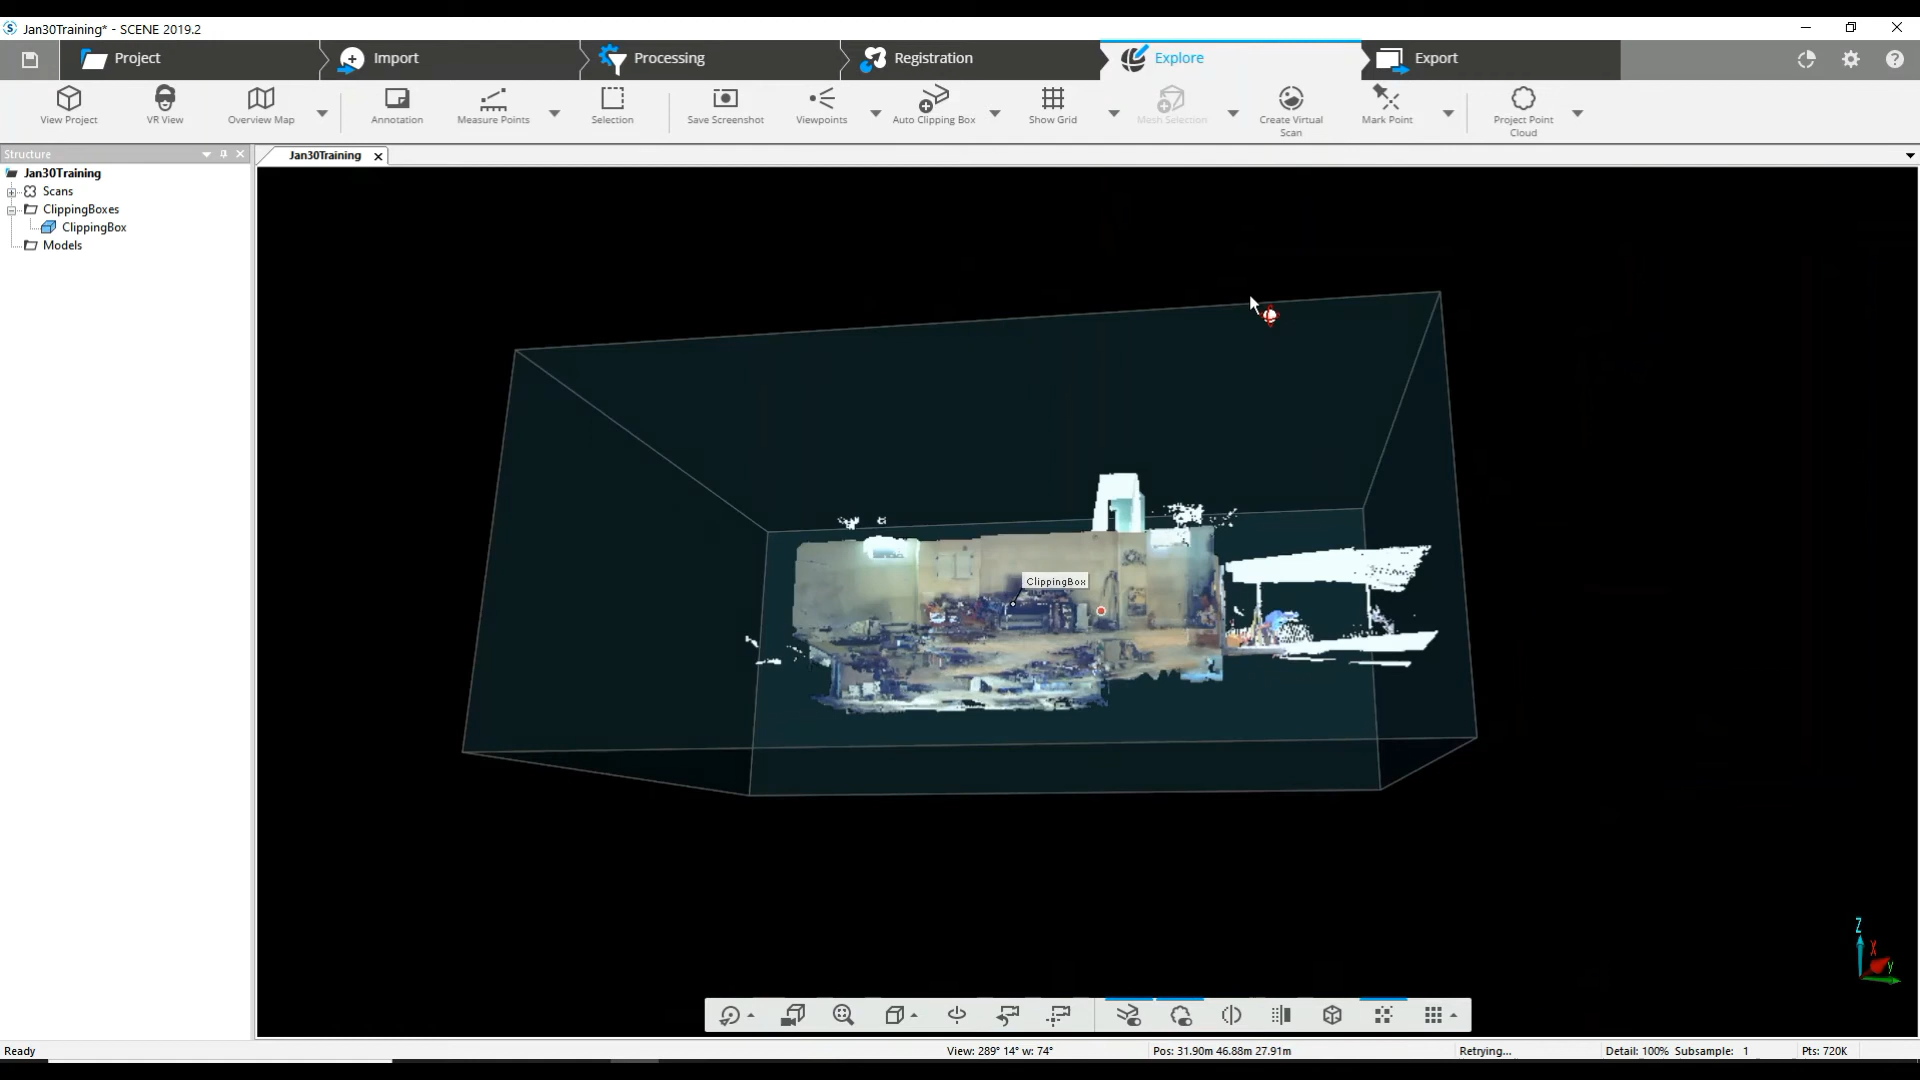 Jan30Training* - SCENE 2019.2
Project
Import
Processing
Registration
Explore
Export
View Project
VR View
Overview Map
Annotation
Measure Points
Selection
Save Screenshot
Viewpoints
Auto Clipping Box
Show Grid
Mesh Selection
Create Virtual
Scan
Mark Point
Project Point
Cloud
Structure
Jan30Training
Jan30Training
Scans
ClippingBoxes
ClippingBox
Models
ClippingBox
Z
X
Y
Ready
View: 289° 14° w: 74°
Pos: 31.90m 46.88m 27.91m
Retrying...
Detail: 100% Subsample: 1
Pts: 720K